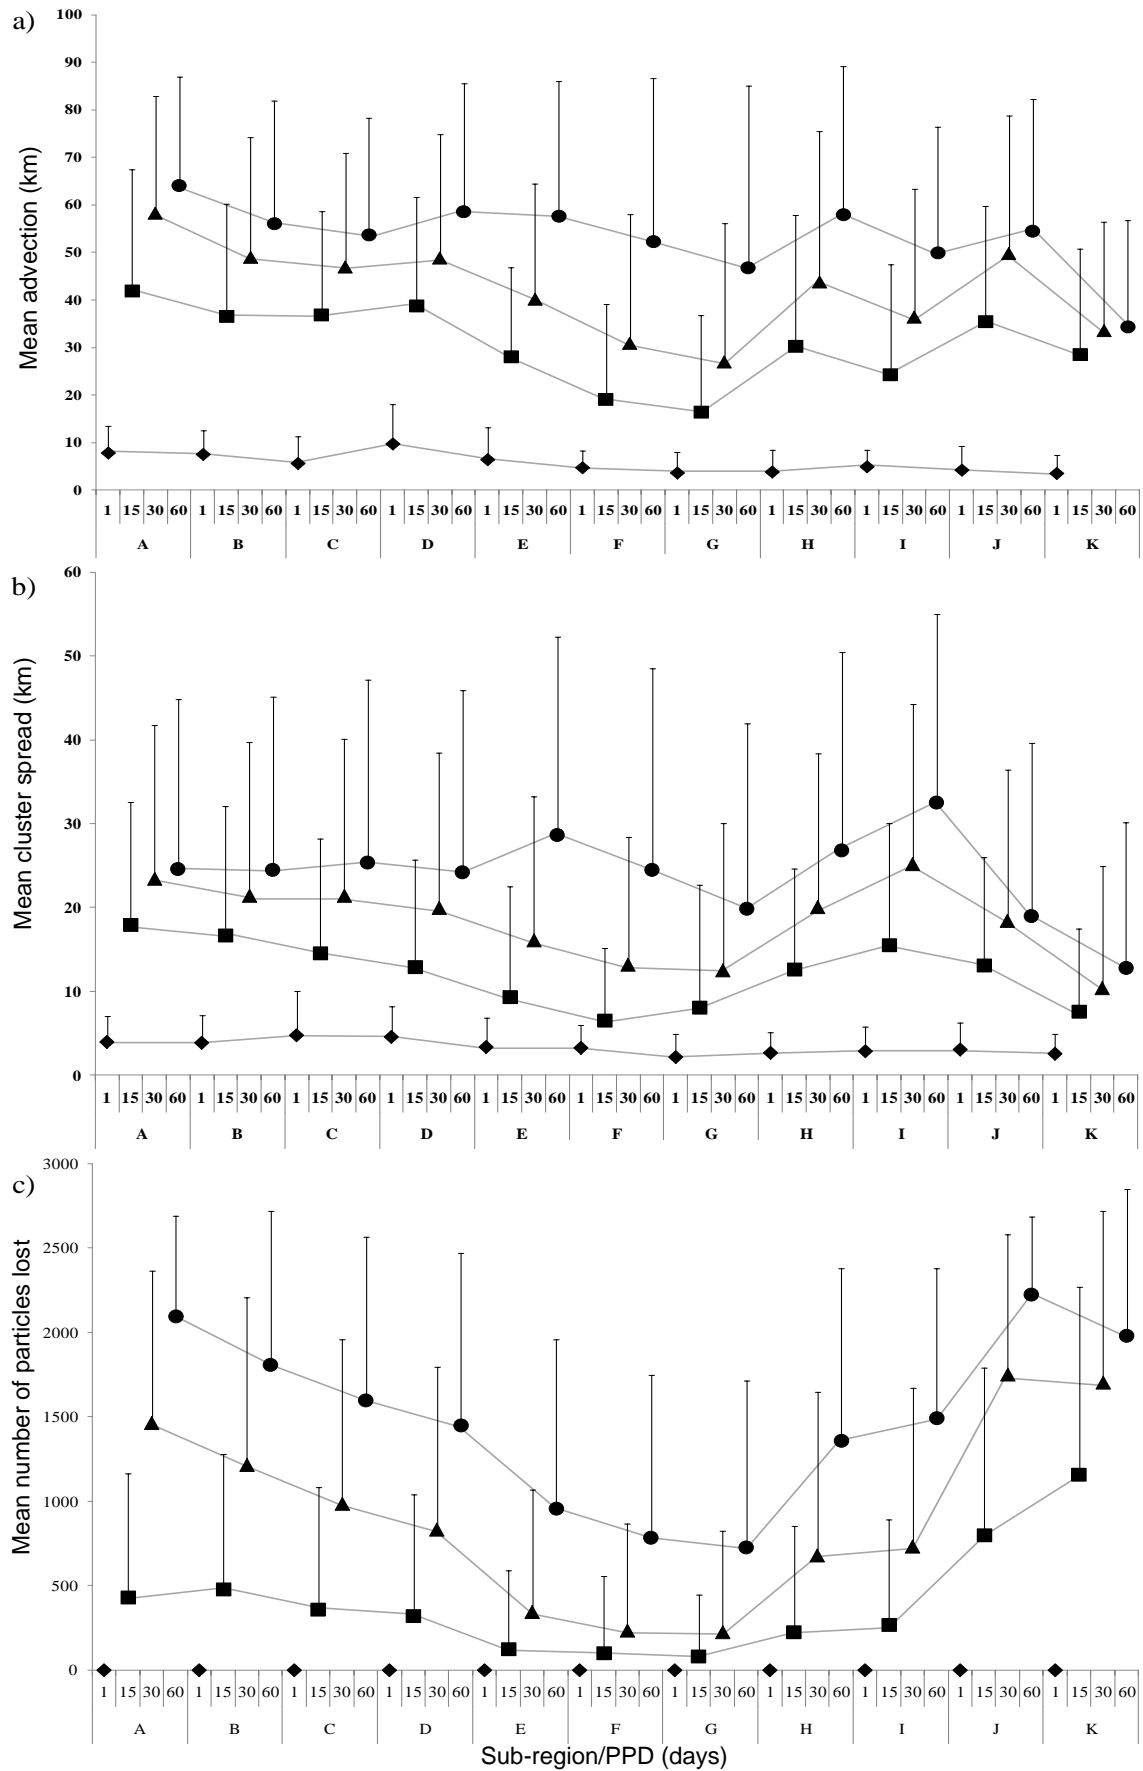 a)
Mean advection (km)
100
90
80
70
60
50
40
30
20
10
0
1 15 30 60 1 15 30 60 1 15 30 60 1 15 30 60 1 15 30 60 1 15 30 60 1 15 30 60 1 15 30 60 1 15 30 60 1 15 30 60 1 15 30 60
A B C D E F G H I J K
b)
Mean cluster spread (km)
60
50
40
30
20
10
0
1 15 30 60 1 15 30 60 1 15 30 60 1 15 30 60 1 15 30 60 1 15 30 60 1 15 30 60 1 15 30 60 1 15 30 60 1 15 30 60 1 15 30 60
A B C D E F G H I J K
c)
Mean number of particles lost
3000
2500
2000
1500
1000
500
0
1 15 30 60 1 15 30 60 1 15 30 60 1 15 30 60 1 15 30 60 1 15 30 60 1 15 30 60 1 15 30 60 1 15 30 60 1 15 30 60 1 15 30 60
A B C D E F G H I J K
Sub-region/PPD (days)